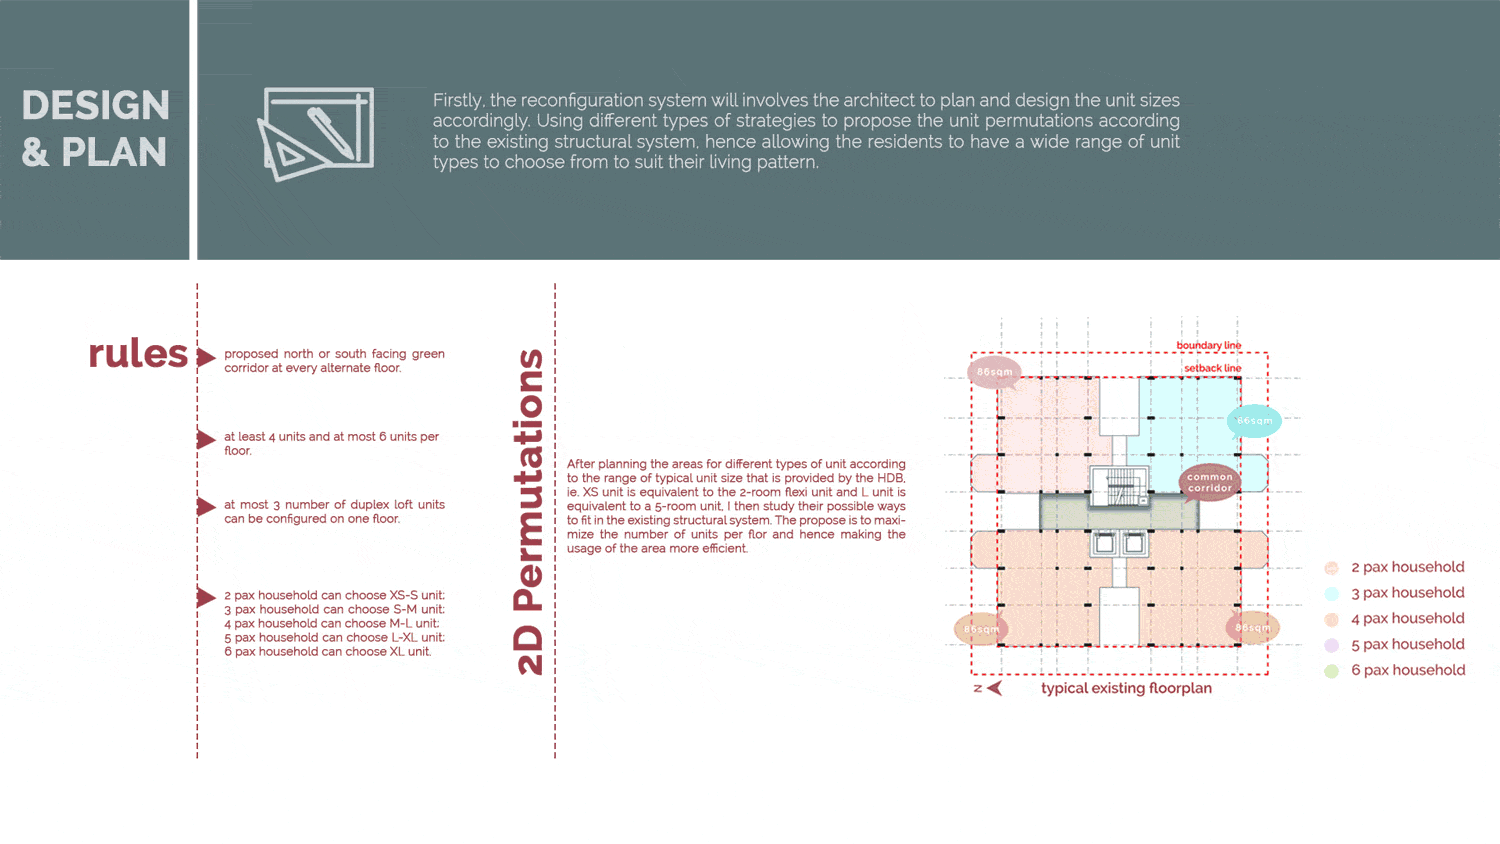 DESIGN
& PLAN
Firstly, the reconfiguration system will involves the architect to plan and design the unit sizes
accordingly. Using different types of strategies to propose the unit permutations according
to the existing structural system, hence allowing the residents to have a wide range of unit
types to choose from to suit their living pattern.
rules
proposed north or south facing green
corridor at every alternate floor.
at least 4 units and at most 6 units per
floor.
at most 3 number of duplex loft units
can be configured on one floor.
2 pax household can choose XS-S unit;
3 pax household can choose S-M unit;
4 pax household can choose M-L unit;
5 pax household can choose L-XL unit;
6 pax household can choose XL unit.
2D Permutations
After planning the areas for different types of unit according
to the range of typical unit size that is provided by the HDB,
ie. XS unit is equivalent to the 2-room flexi unit and L unit is
equivalent to a 5-room unit, I then study their possible ways
to fit in the existing structural system. The propose is to maxi-
mize the number of units per flor and hence making the
usage of the area more efficient.
boundary line
setback line
86sqm
86sqm
common
corridor
86sqm
86sqm
N
typical existing floorplan
2 pax household
3 pax household
4 pax household
5 pax household
6 pax household